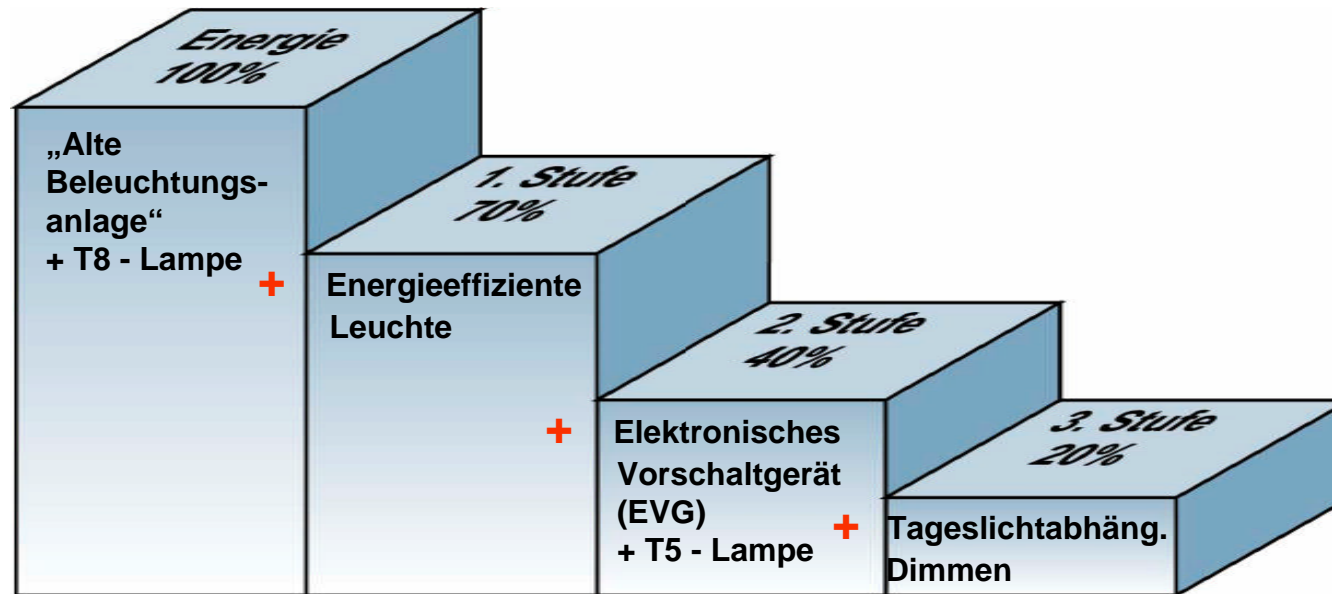 Energie
100%
„Alte
Beleuchtungs-
anlage“
+ T8 - Lampe
+
1. Stufe
70%
Energieeffiziente
Leuchte
+
2. Stufe
40%
Elektronisches
Vorschaltgerät
(EVG)
+ T5 - Lampe
+
3. Stufe
20%
Tageslichtabhäng.
Dimmen